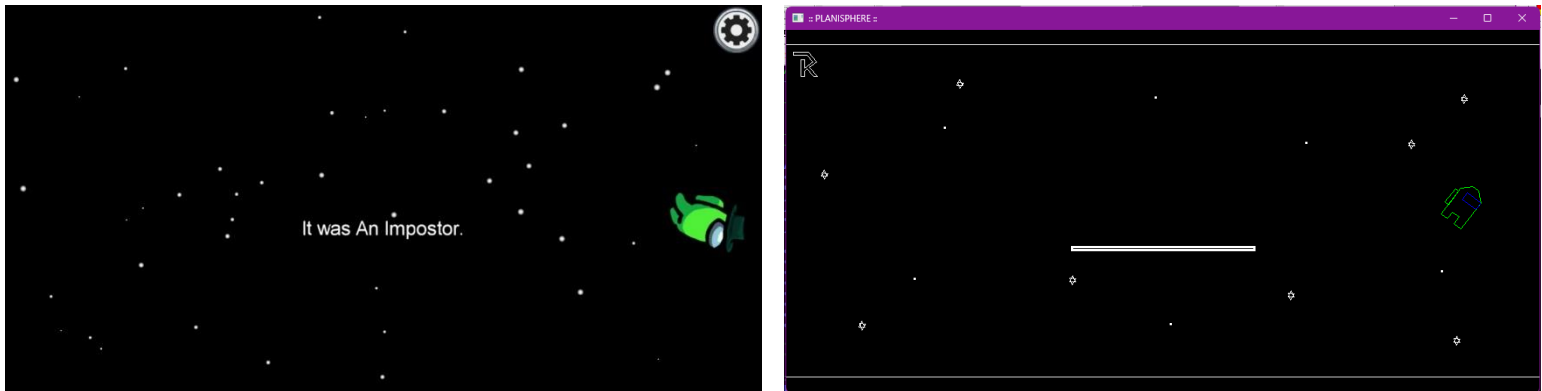 It was An Impostor.
:: PLANISPHERE ::